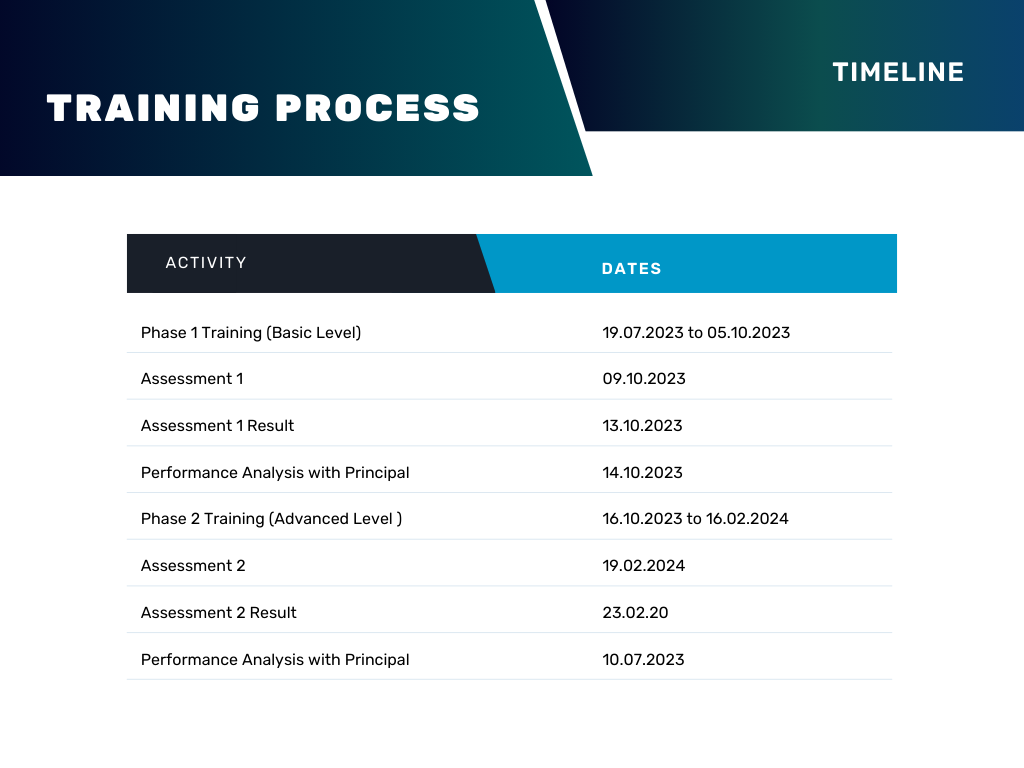 TRAINING PROCESS
TIMELINE
ACTIVITY DATES
Phase 1 Training (Basic Level) 19.07.2023 to 05.10.2023
Assessment 1 09.10.2023
Assessment 1 Result 13.10.2023
Performance Analysis with Principal 14.10.2023
Phase 2 Training (Advanced Level ) 16.10.2023 to 16.02.2024
Assessment 2 19.02.2024
Assessment 2 Result 23.02.20
Performance Analysis with Principal 10.07.2023